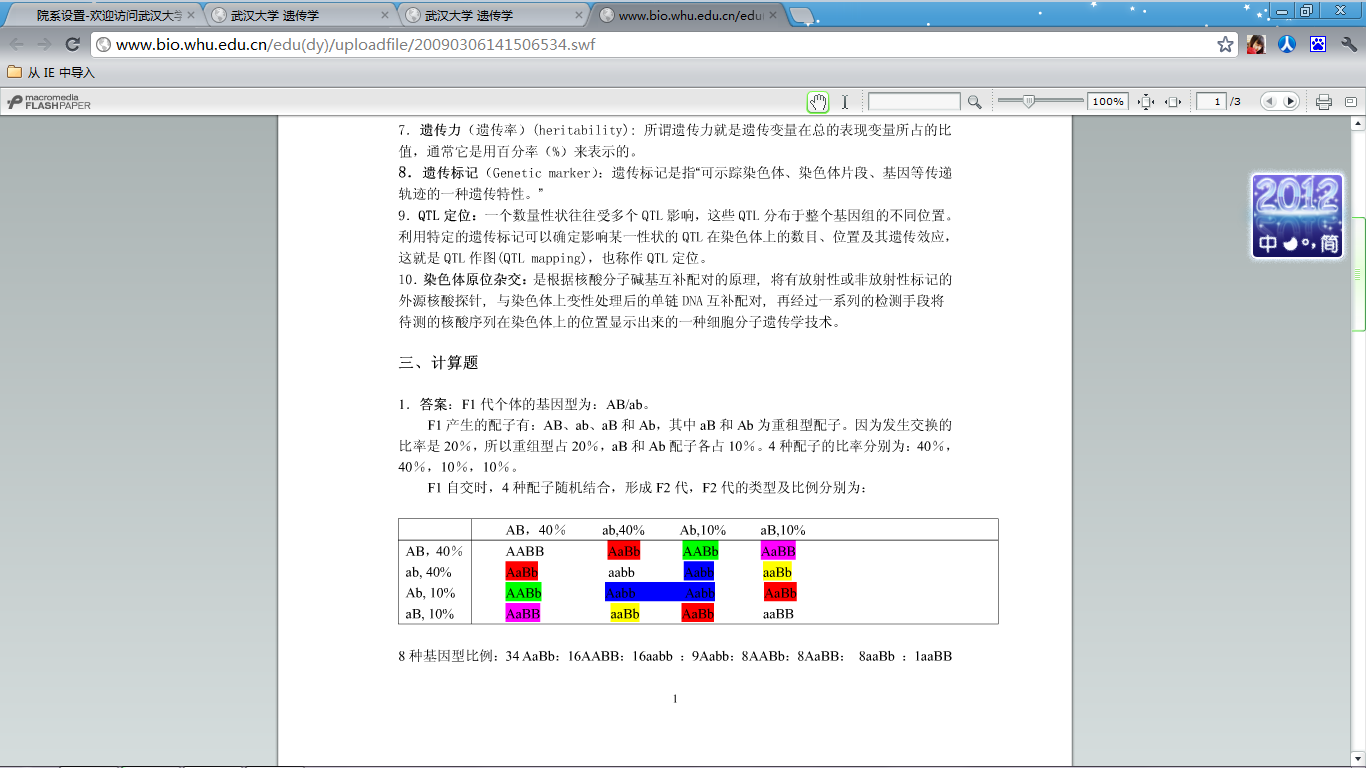 院系设置-欢迎访问武汉大学
武汉大学 遗传学
武汉大学 遗传学
www.bio.whu.edu.cn/edu
www.bio.whu.edu.cn/edu(dy)/uploadfile/20090306141506534.swf
从 IE 中导入
macromedia
FLASHPAPER
100%
1 /3
7. 遗传力（遗传率）(heritability): 所谓遗传力就是遗传变量在总的表现变量所占的比
值，通常它是用百分率（%）来表示的。
8. 遗传标记（Genetic marker）：遗传标记是指“可示踪染色体、染色体片段、基因等传递
轨迹的一种遗传特性。”
9. QTL 定位：一个数量性状往往受多个 QTL 影响，这些 QTL 分布于整个基因组的不同位置。
利用特定的遗传标记可以确定影响某一性状的 QTL 在染色体上的数目、位置及其遗传效应，
这就是 QTL 作图(QTL mapping)，也称作 QTL 定位。
10. 染色体原位杂交：是根据核酸分子碱基互补配对的原理, 将有放射性或非放射性标记的
外源核酸探针, 与染色体上变性处理后的单链 DNA 互补配对, 再经过一系列的检测手段将
待测的核酸序列在染色体上的位置显示出来的一种细胞分子遗传学技术。
2012
中 简
三、计算题
1. 答案：F1 代个体的基因型为：AB/ab。
F1 产生的配子有：AB、ab、aB 和 Ab，其中 aB 和 Ab 为重租型配子。因为发生交换的
比率是 20％，所以重组型占 20％，aB 和 Ab 配子各占 10％。4 种配子的比率分别为：40％，
40％，10％，10％。
F1 自交时，4 种配子随机结合，形成 F2 代，F2 代的类型及比例分别为：
AB，40％ ab,40% Ab,10% aB,10%
AB，40％ AABB AaBb AABb AaBB
ab, 40% AaBb aabb Aabb aaBb
Ab, 10% AABb Aabb Aabb AaBb
aB, 10% AaBB aaBb AaBb aaBB
8 种基因型比例：34 AaBb：16AABB：16aabb ：9Aabb：8AABb：8AaBB： 8aaBb ：1aaBB
1